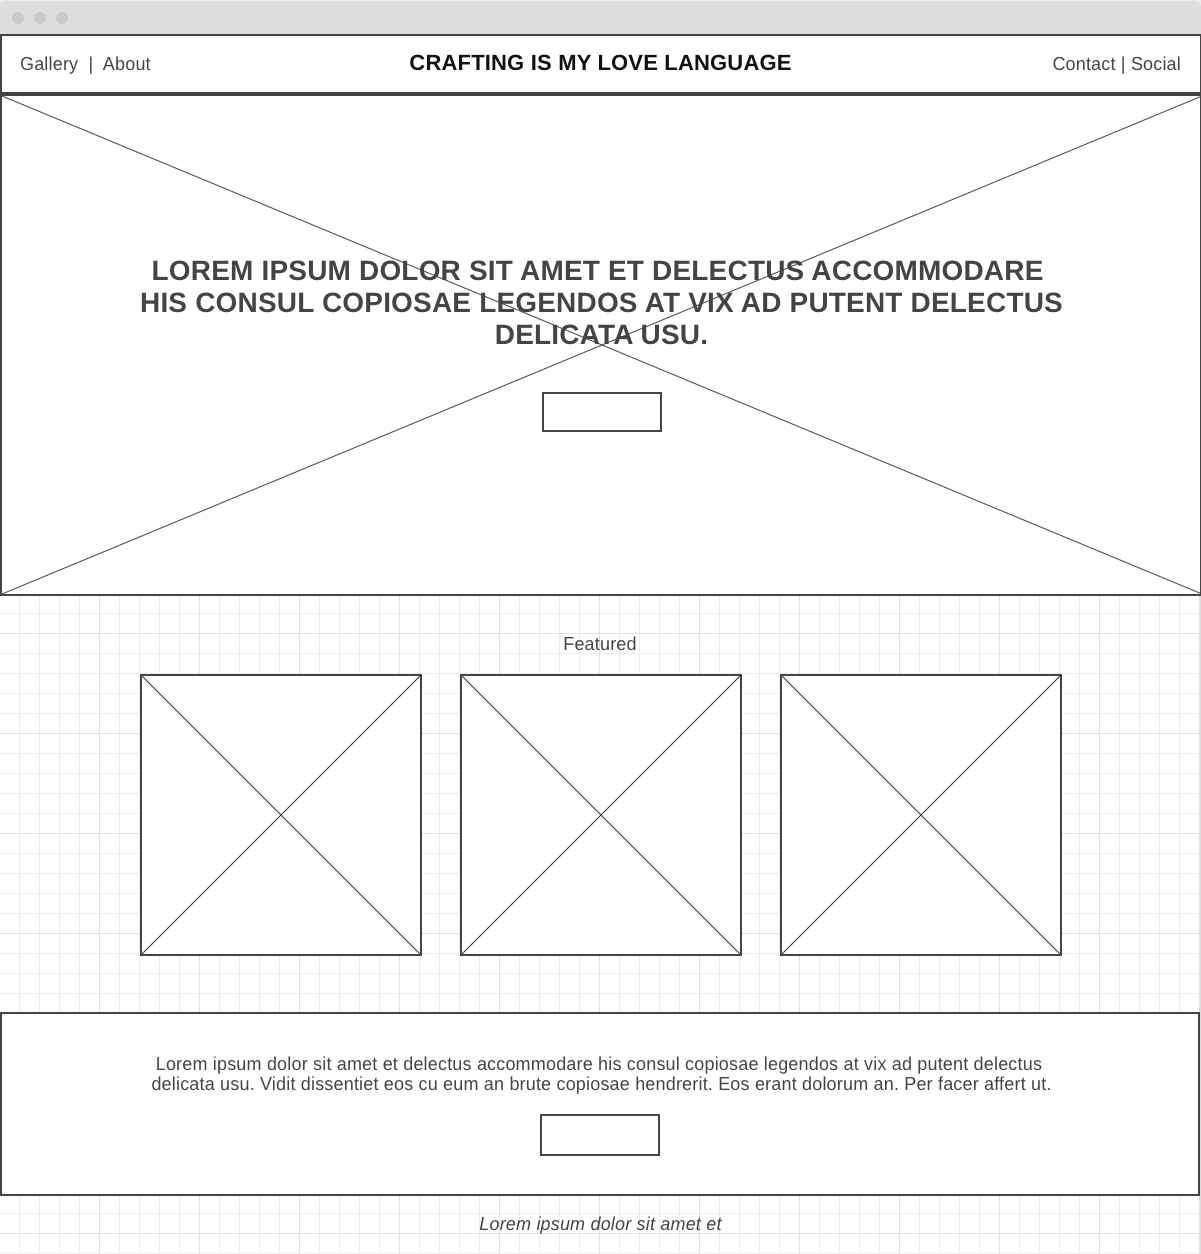 Gallery | About
CRAFTING IS MY LOVE LANGUAGE
Contact | Social
LOREM IPSUM DOLOR SIT AMET ET DELECTUS ACCOMMODARE
HIS CONSUL COPIOSAE LEGENDOS AT VIX AD PUTENT DELECTUS
DELICATA USU.
Featured
Lorem ipsum dolor sit amet et delectus accommodare his consul copiosae legendos at vix ad putent delectus
delicata usu. Vidit dissentiet eos cu eum an brute copiosae hendrerit. Eos erant dolorum an. Per facer affert ut.
Lorem ipsum dolor sit amet et